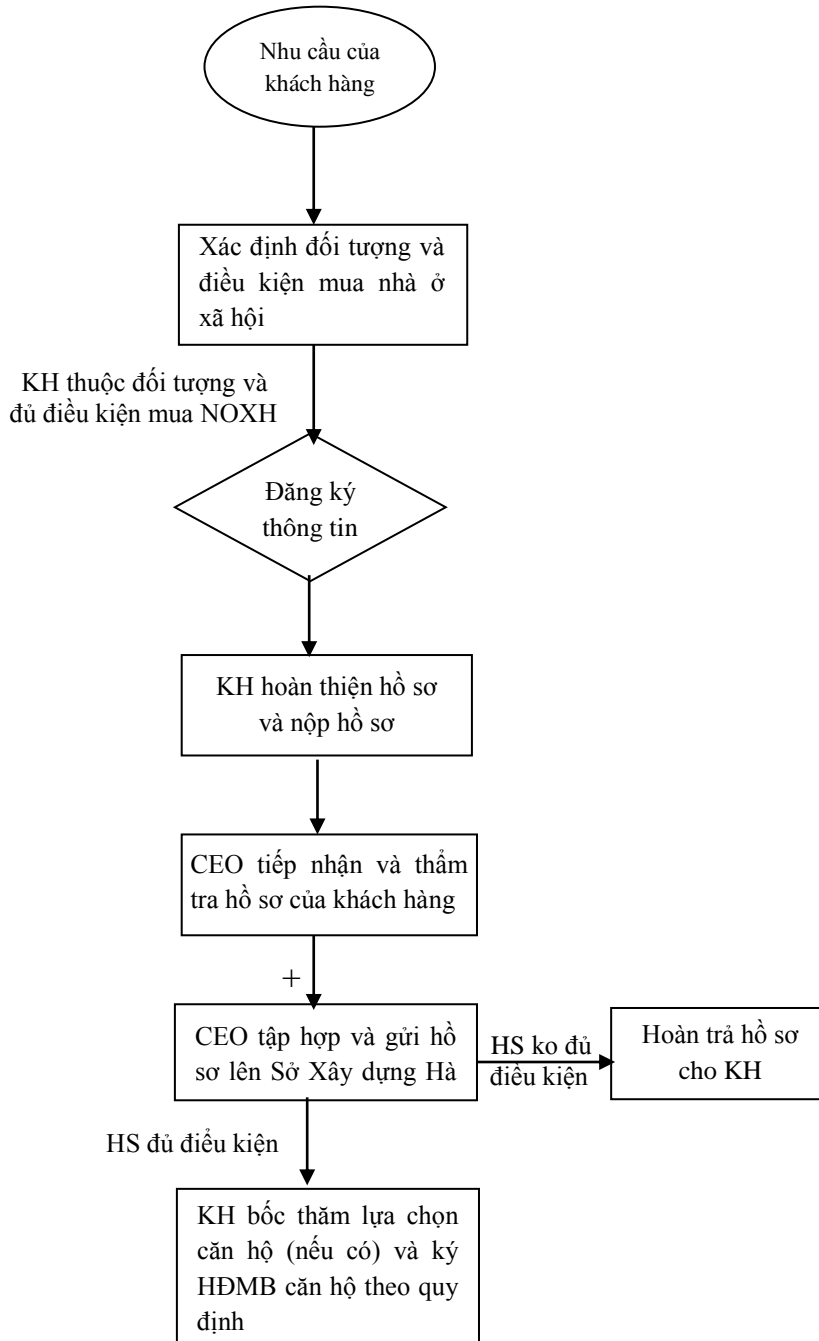 Nhu cầu của
khách hàng
Xác định đối tượng và
điều kiện mua nhà ở
xã hội
KH thuộc đối tượng và
đủ điều kiện mua NOXH
Đăng ký
thông tin
KH hoàn thiện hồ sơ
và nộp hồ sơ
CEO tiếp nhận và thẩm
tra hồ sơ của khách hàng
+
CEO tập hợp và gửi hồ
sơ lên Sở Xây dựng Hà
HS ko đủ
điều kiện
Hoàn trả hồ sơ
cho KH
HS đủ điểu kiện
KH bốc thăm lựa chọn
căn hộ (nếu có) và ký
HĐMB căn hộ theo quy
định